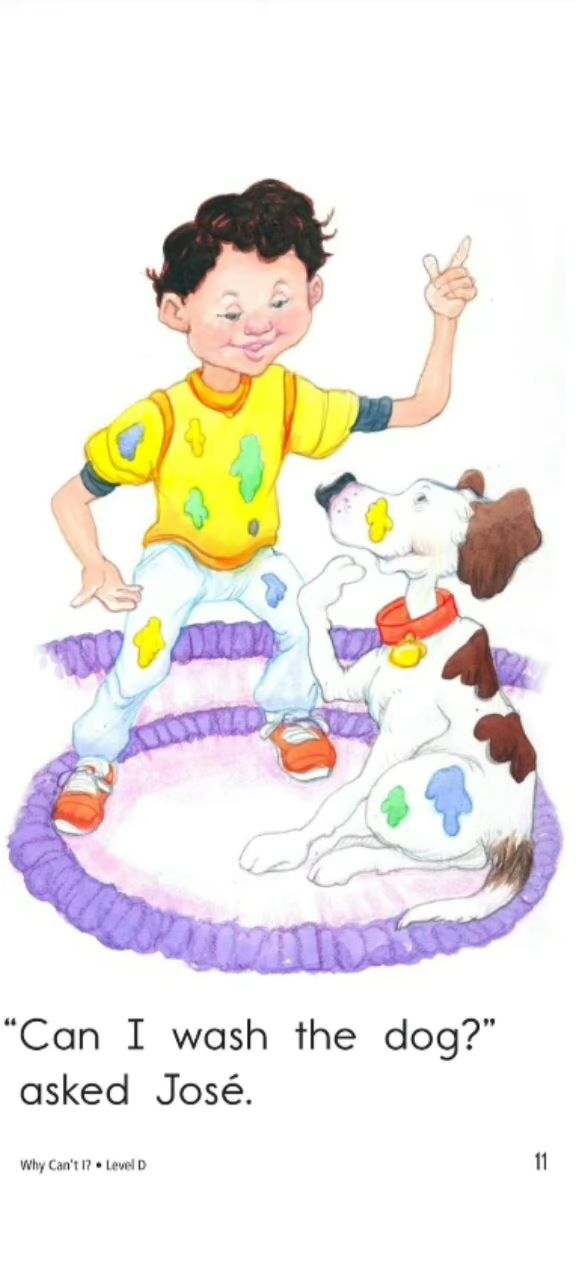 “Can I wash the dog?”
asked José.
Why Can't I? • Level D
11